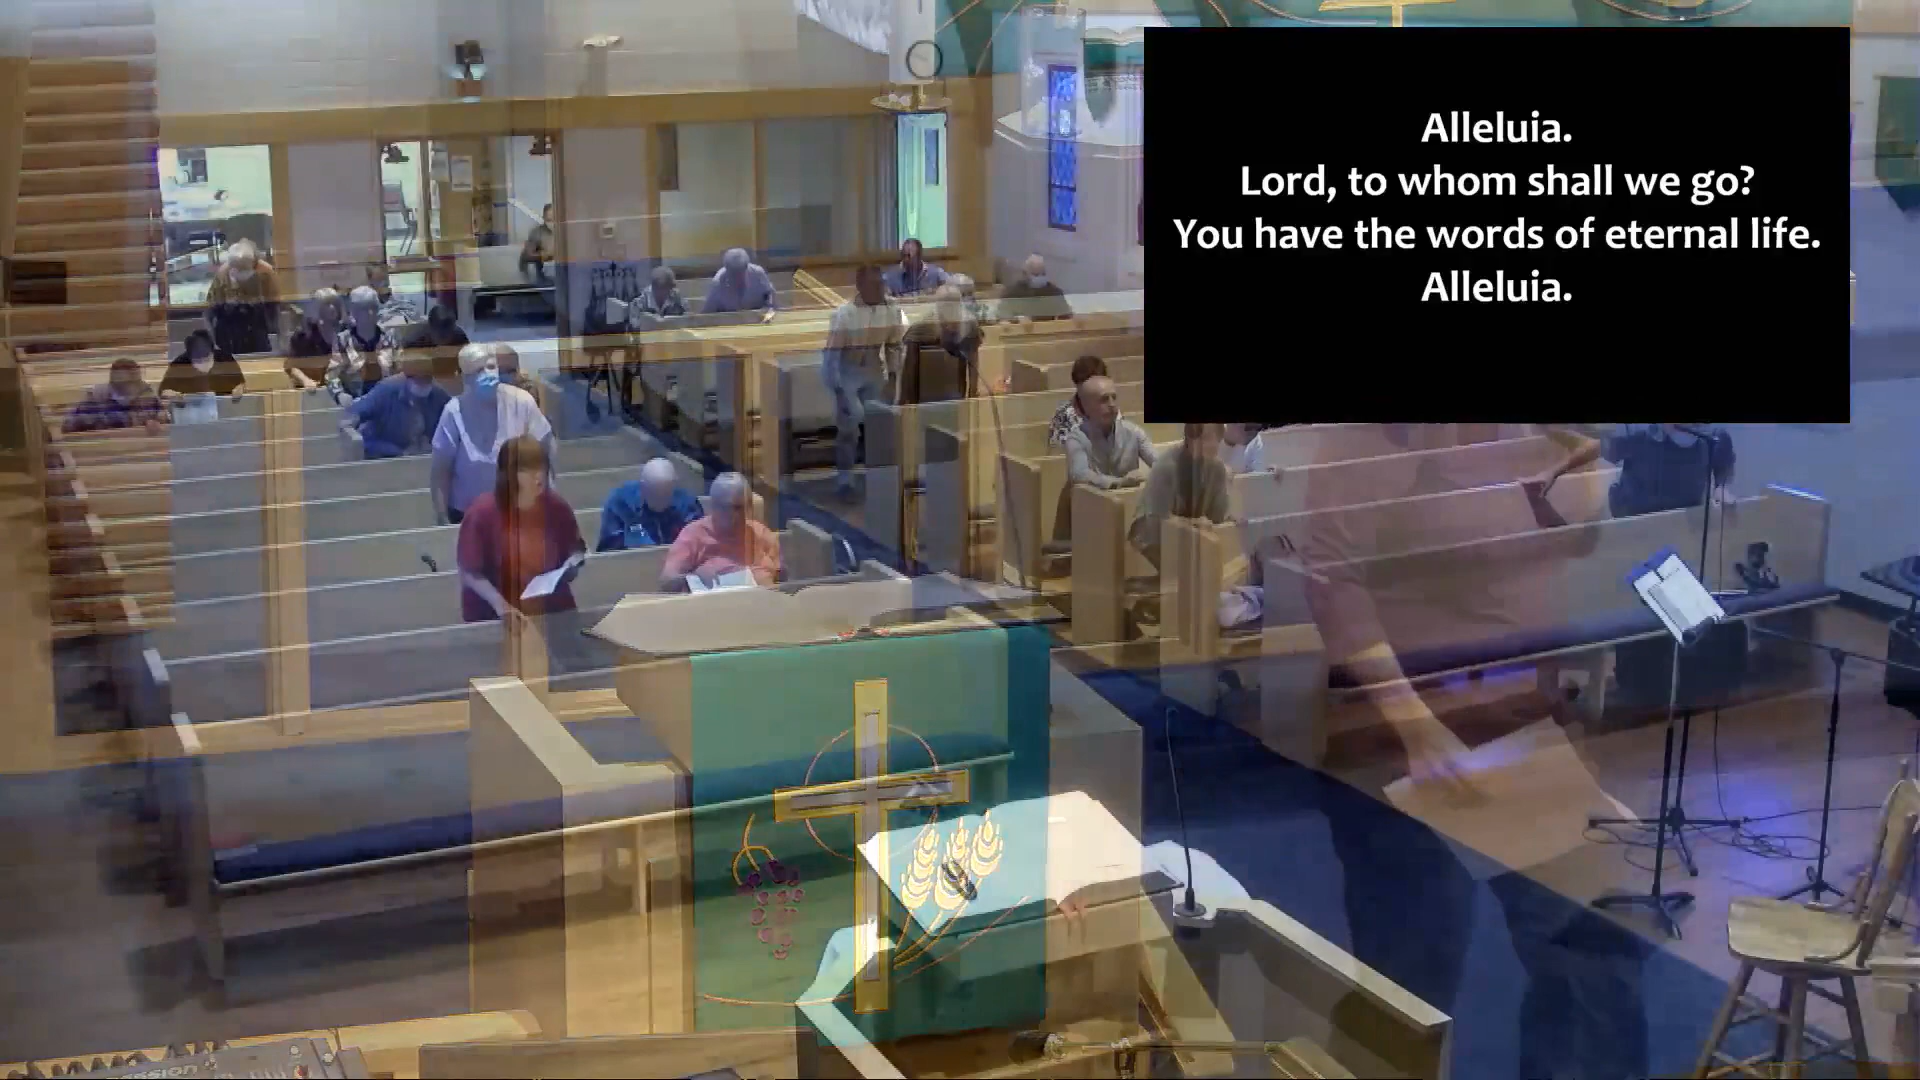 Alleluia.
Lord, to whom shall we go?
You have the words of eternal life.
Alleluia.